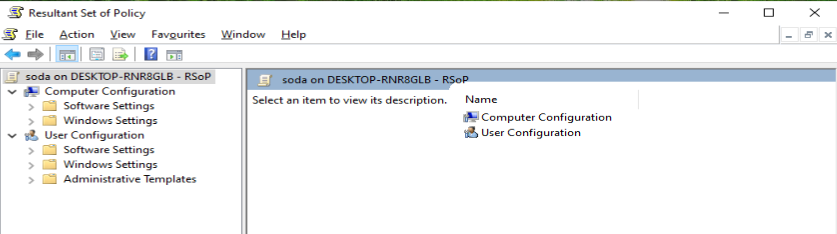 Resultant Set of Policy
File Action View Favourites Window Help
soda on DESKTOP-RNR8GLB - RSoP
Computer Configuration
Software Settings
Windows Settings
User Configuration
Software Settings
Windows Settings
Administrative Templates
soda on DESKTOP-RNR8GLB - RSoP
Select an item to view its description.
Name
Computer Configuration
User Configuration